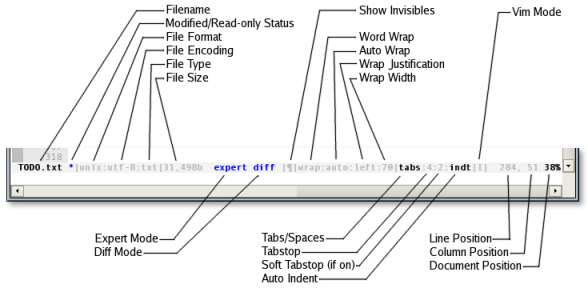 Filename
Modified/Read-only Status
File Format
File Encoding
File Type
File Size
Show Invisibles
Word Wrap
Auto Wrap
Wrap Justification
Wrap Width
Vim Mode
318
TODO.txt *|unix:utf-8:txt|31,498b expert diff |¶|wrap:auto:left:70|tabs:4:2:indt|I| 284, 51 38%
Expert Mode
Diff Mode
Tabs/Spaces
Tabstop
Soft Tabstop (if on)
Auto Indent
Line Position
Column Position
Document Position